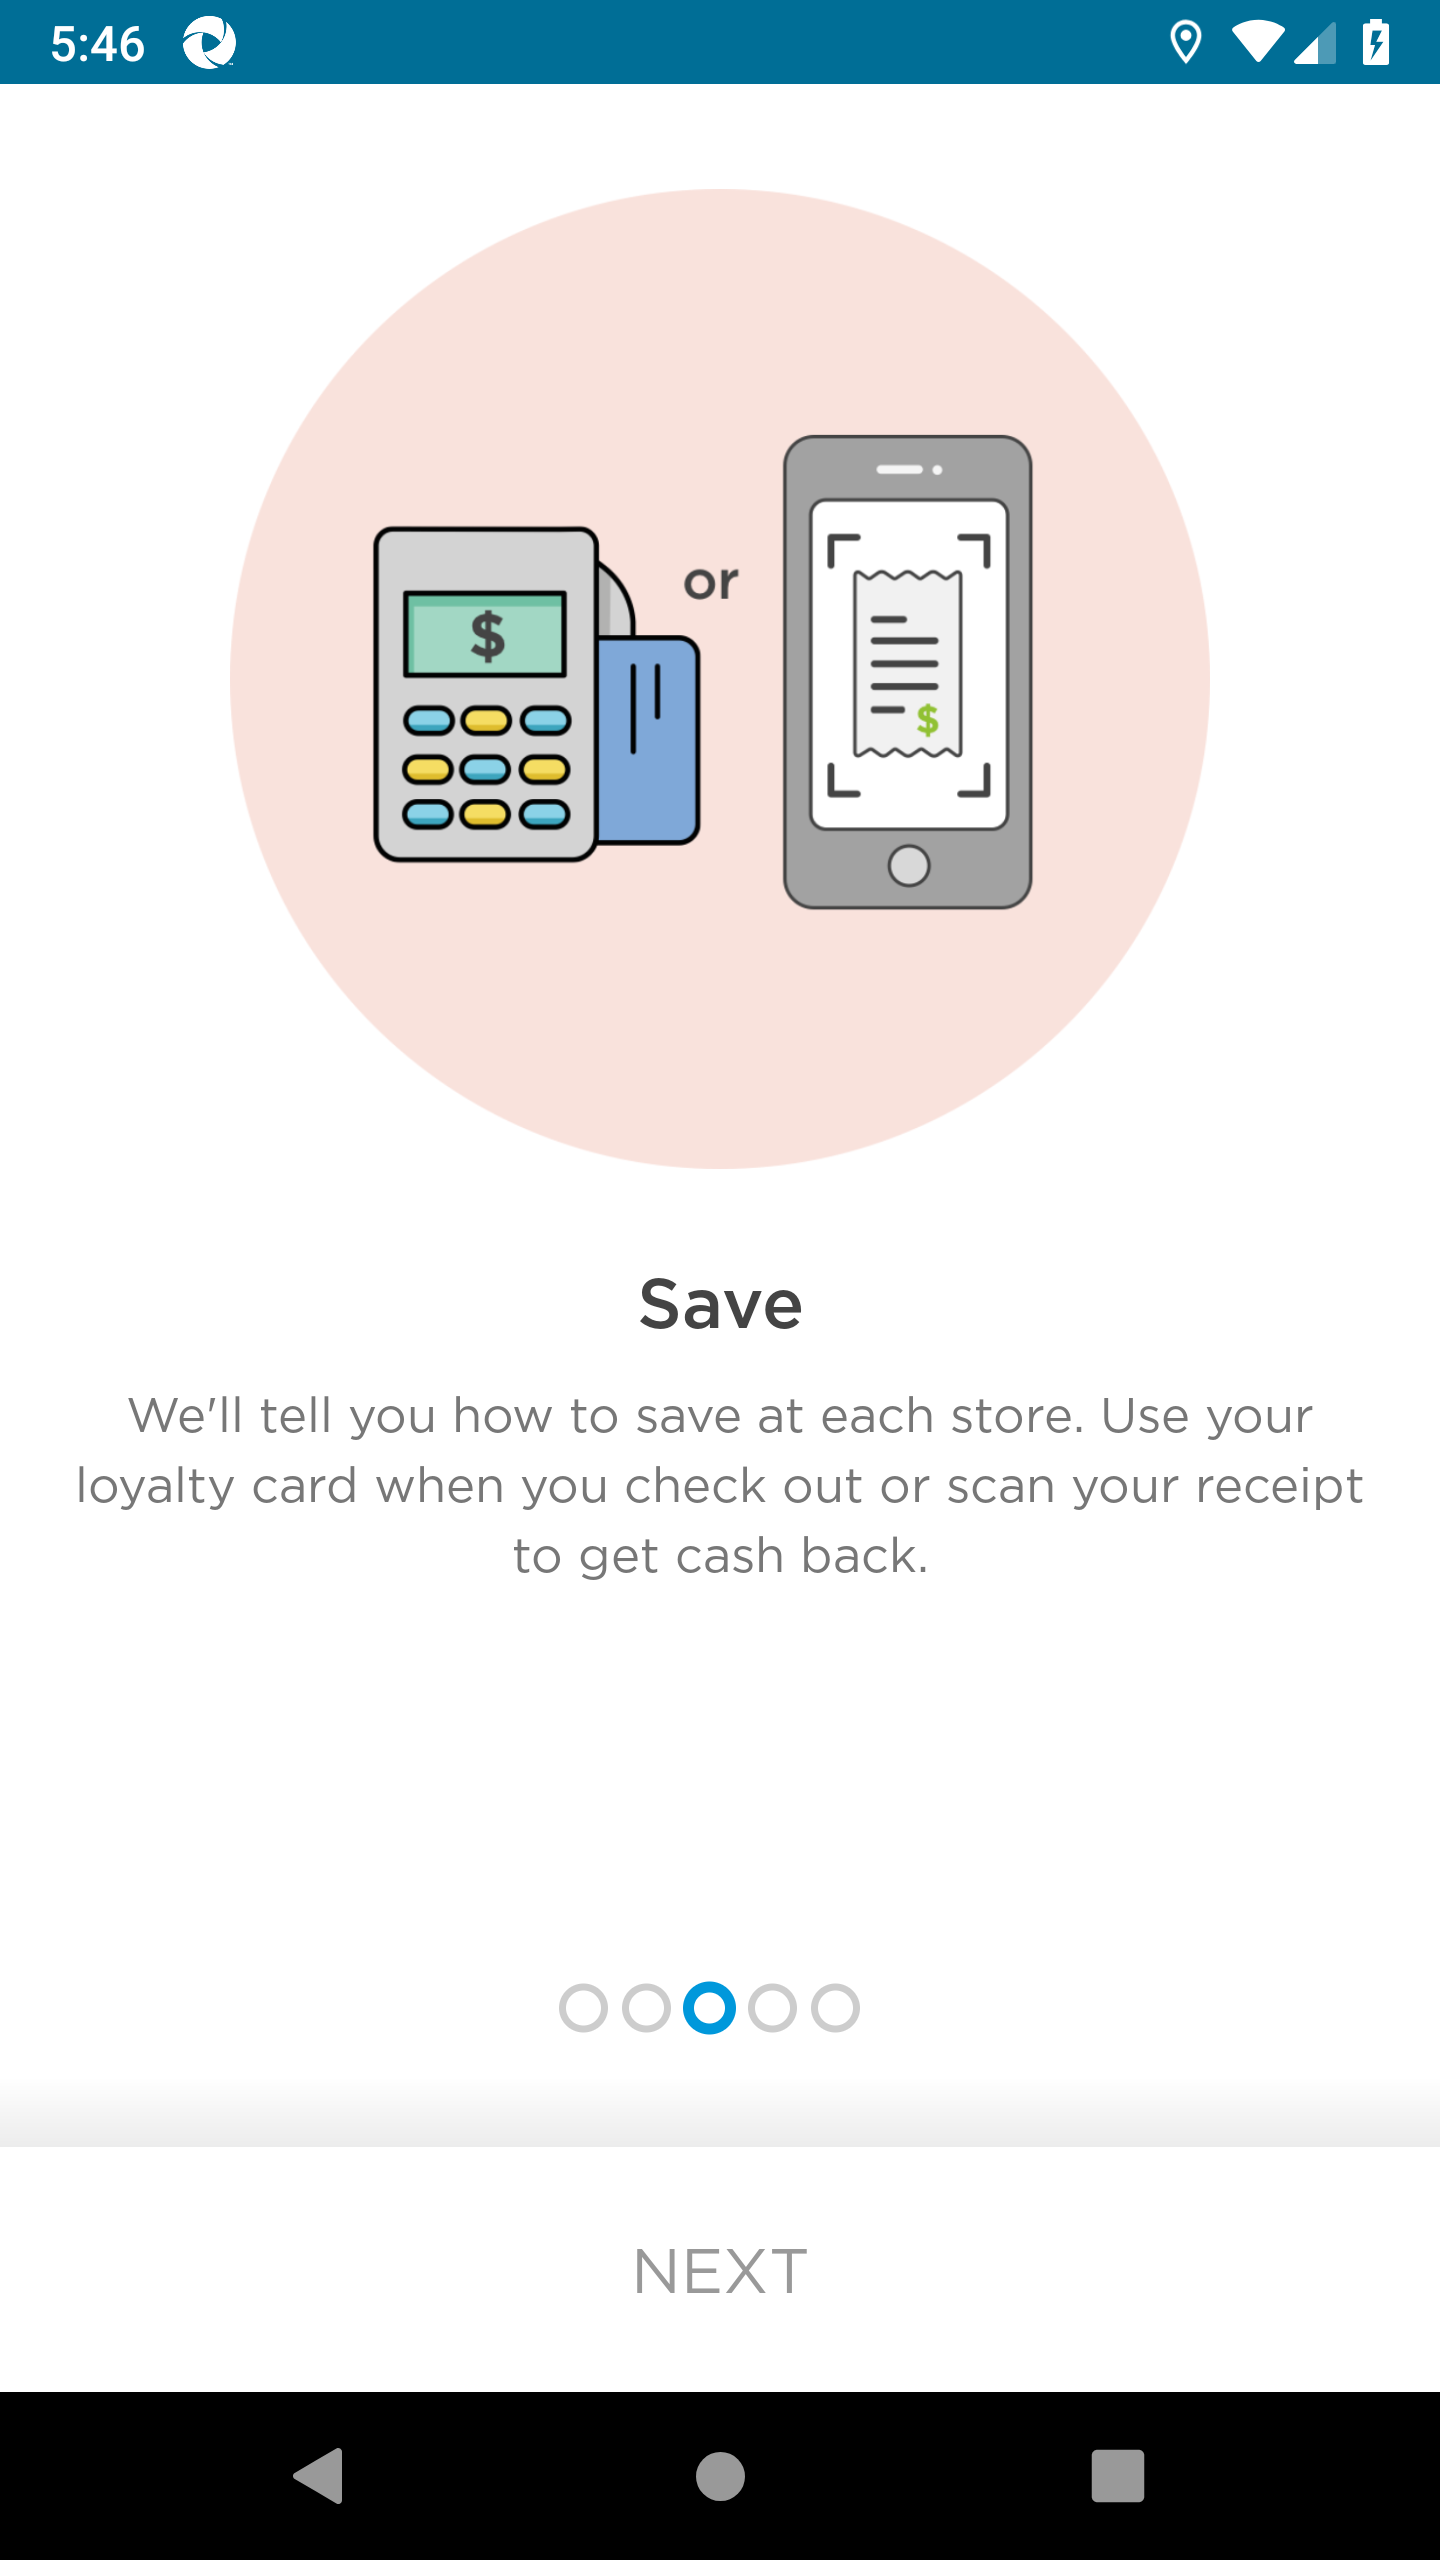 5:46
or
$
$
Save
We'll tell you how to save at each store. Use your
loyalty card when you check out or scan your receipt
to get cash back.
NEXT